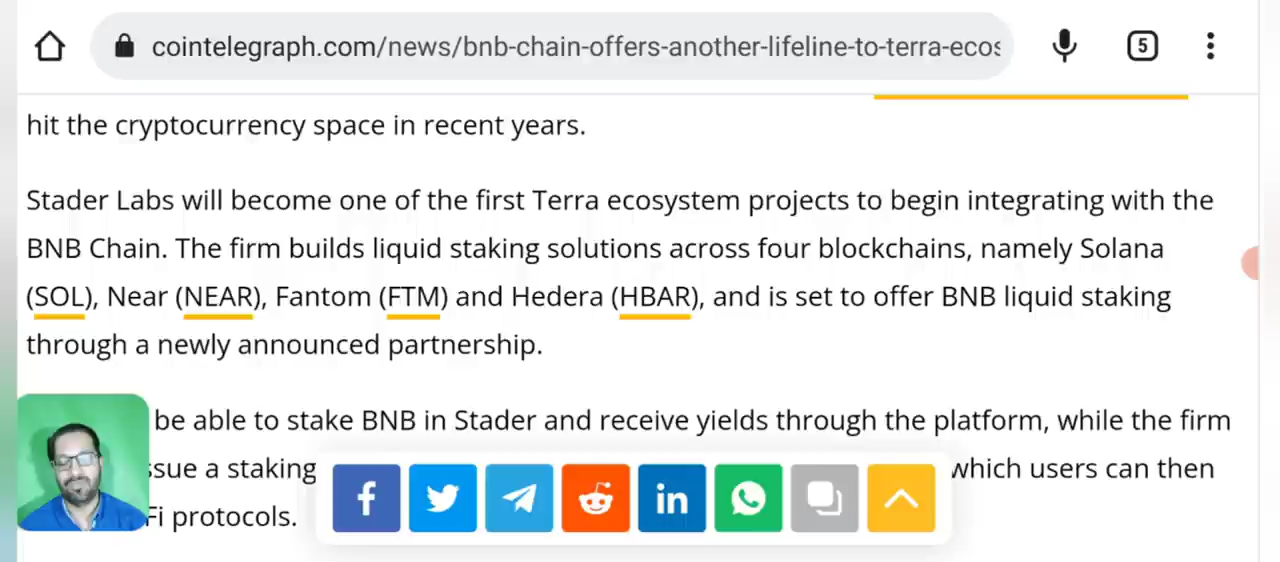 cointelegraph.com/news/bnb-chain-offers-another-lifeline-to-terra-ecos
5
hit the cryptocurrency space in recent years.
Stader Labs will become one of the first Terra ecosystem projects to begin integrating with the
BNB Chain. The firm builds liquid staking solutions across four blockchains, namely Solana
(SOL), Near (NEAR), Fantom (FTM) and Hedera (HBAR), and is set to offer BNB liquid staking
through a newly announced partnership.
be able to stake BNB in Stader and receive yields through the platform, while the firm
ssue a staking which users can then
Fi protocols.
f
in